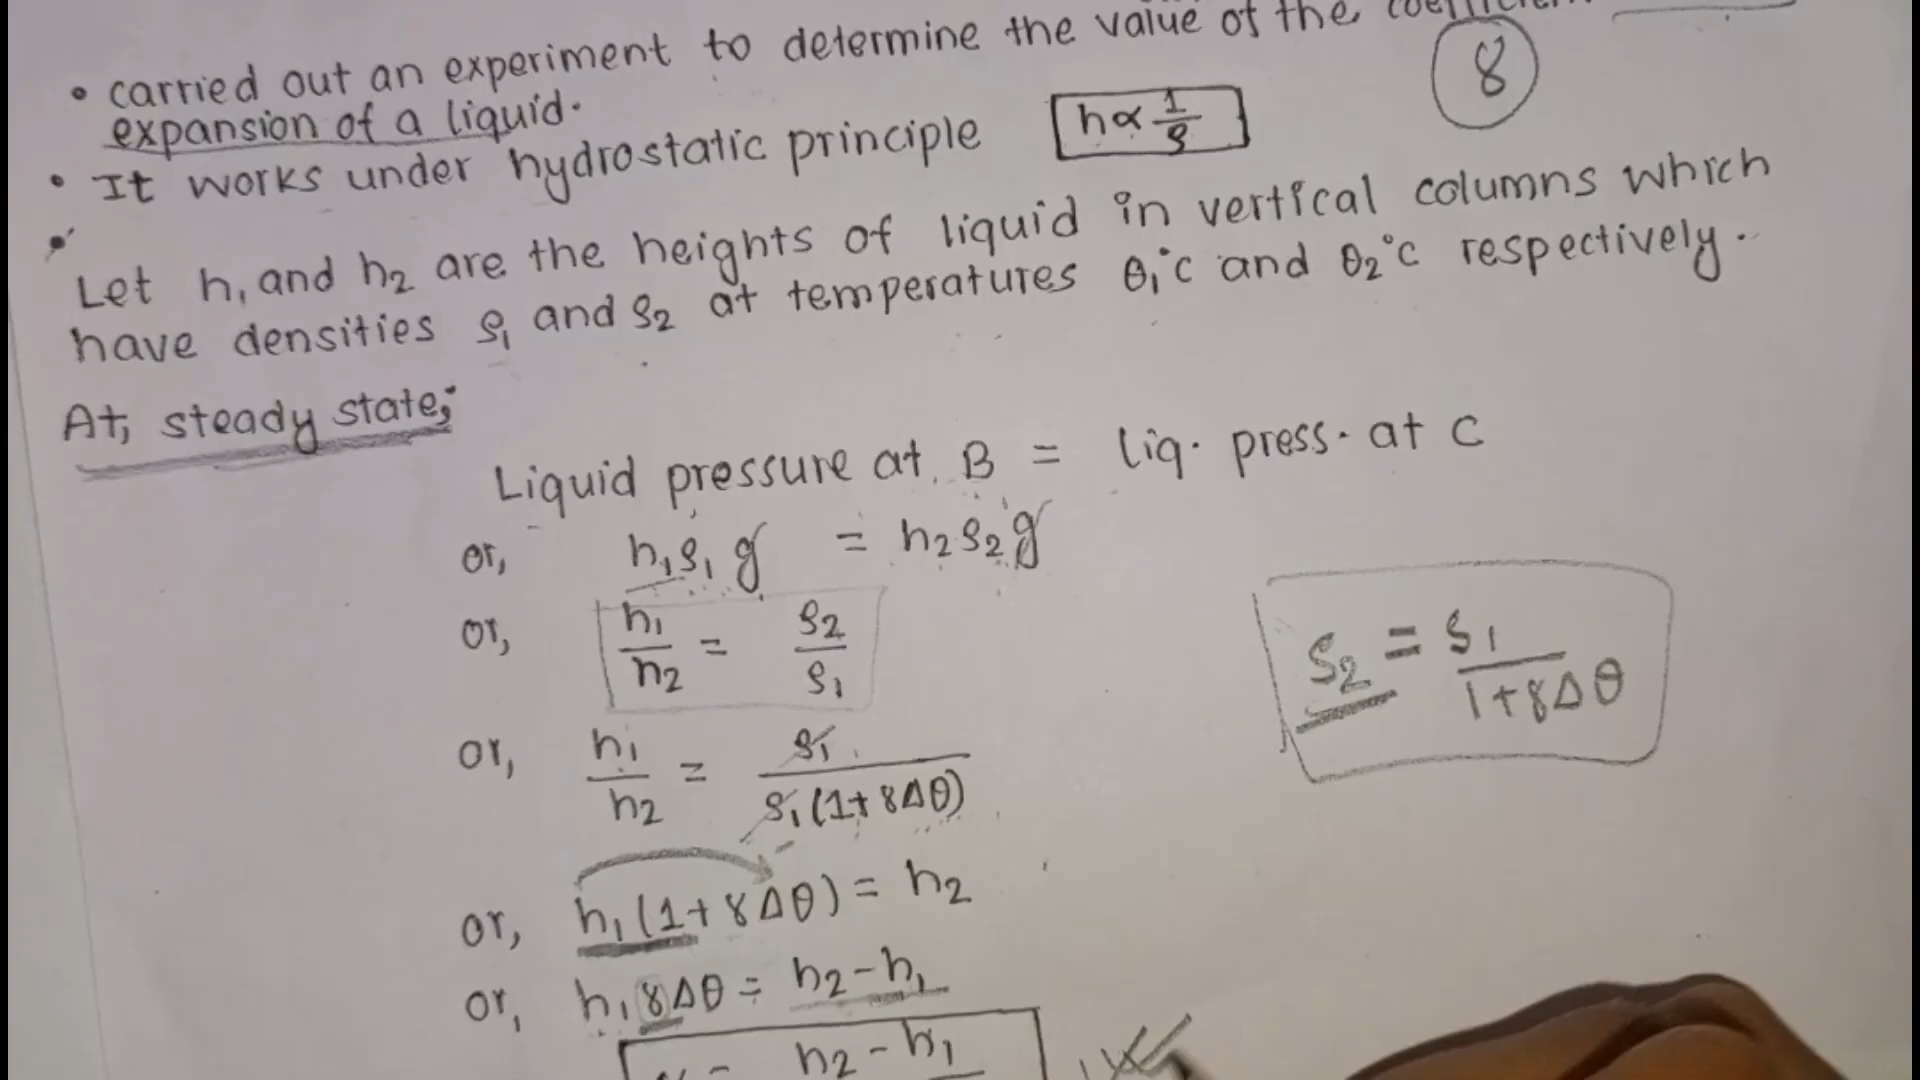 • carried out an experiment to determine the value of the coefficient
expansion of a liquid.
• It works under hydrostatic principle h ∝ 1/ρ
γ
• Let h₁ and h₂ are the heights of liquid in vertical columns which
have densities ρ₁ and ρ₂ at temperatures θ₁°c and θ₂°c respectively.
At, steady state;
Liquid pressure at B = liq. press. at C
or, h₁ρ₁g = h₂ρ₂g
or, h₁/h₂ = ρ₂/ρ₁
or, h₁/h₂ = ρ₁/ρ₁(1+γΔθ)
ρ₂ = ρ₁/1+γΔθ
or, h₁(1+γΔθ) = h₂
or, h₁γΔθ = h₂-h₁
h₂-h₁